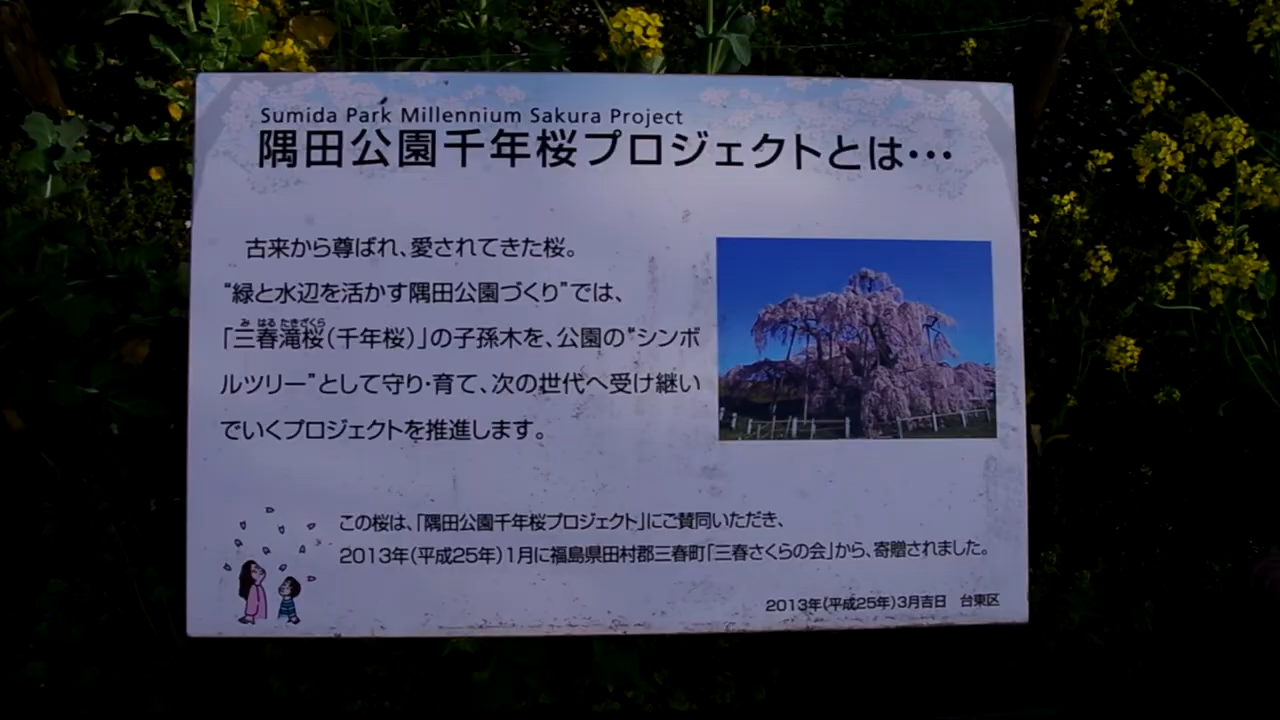 Sumida Park Millennium Sakura Project
隅田公園千年桜プロジェクトとは…
古来から尊ばれ、愛されてきた桜。
“緑と水辺を活かす隅田公園づくり”では、
「三春滝桜(千年桜)」の子孫木を、公園の“シンボ
み はる たきざくら
ルツリー”として守り・育て、次の世代へ受け継い
でいくプロジェクトを推進します。
この桜は、「隅田公園千年桜プロジェクト」にご賛同いただき、
2013年(平成25年)1月に福島県田村郡三春町「三春さくらの会」から、寄贈されました。
2013年(平成25年)3月吉日 台東区